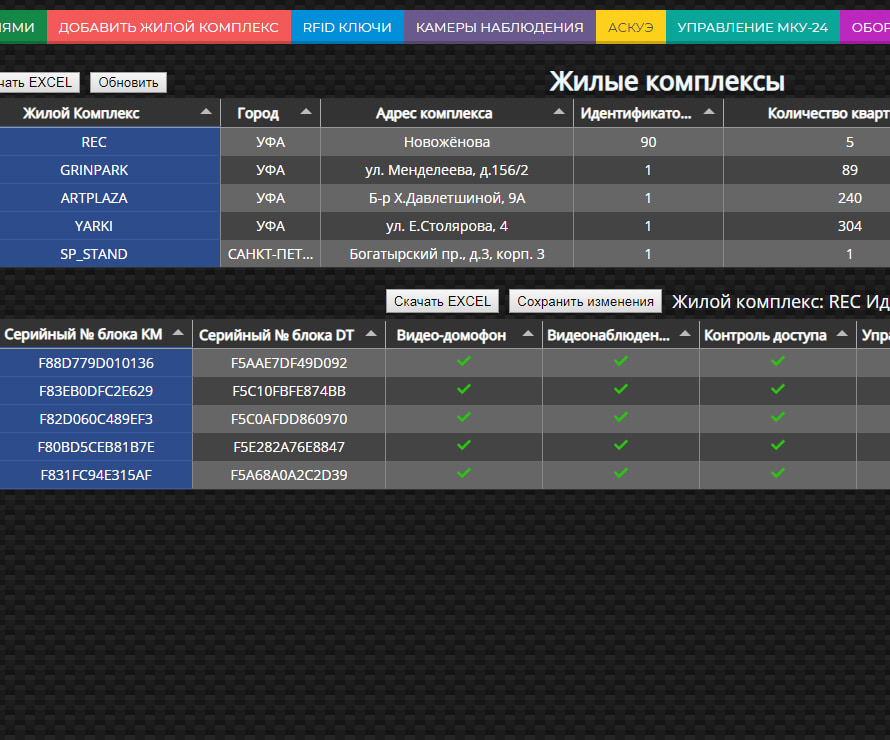 ЯМИ ДОБАВИТЬ ЖИЛОЙ КОМПЛЕКС RFID КЛЮЧИ КАМЕРЫ НАБЛЮДЕНИЯ АСКУЭ УПРАВЛЕНИЕ МКУ-24 ОБОР
чать EXCEL Обновить Жилые комплексы
Жилой Комплекс Город Адрес комплекса Идентификато... Количество кварт
REC УФА Новожёнова 90 5
GRINPARK УФА ул. Менделеева, д.156/2 1 89
ARTPLAZA УФА Б-р Х.Давлетшиной, 9А 1 240
YARKI УФА ул. Е.Столярова, 4 1 304
SP_STAND САНКТ-ПЕТ... Богатырский пр., д.3, корп. 3 1 1
Скачать EXCEL Сохранить изменения Жилой комплекс: REC Ид
Серийный № блока КМ Серийный № блока DT Видео-домофон Видеонаблюден... Контроль доступа Упра
F88D779D010136 F5AAE7DF49D092
F83EB0DFC2E629 F5C10FBFE874BB
F82D060C489EF3 F5C0AFDD860970
F80BD5CEB81B7E F5E282A76E8847
F831FC94E315AF F5A68A0A2C2D39